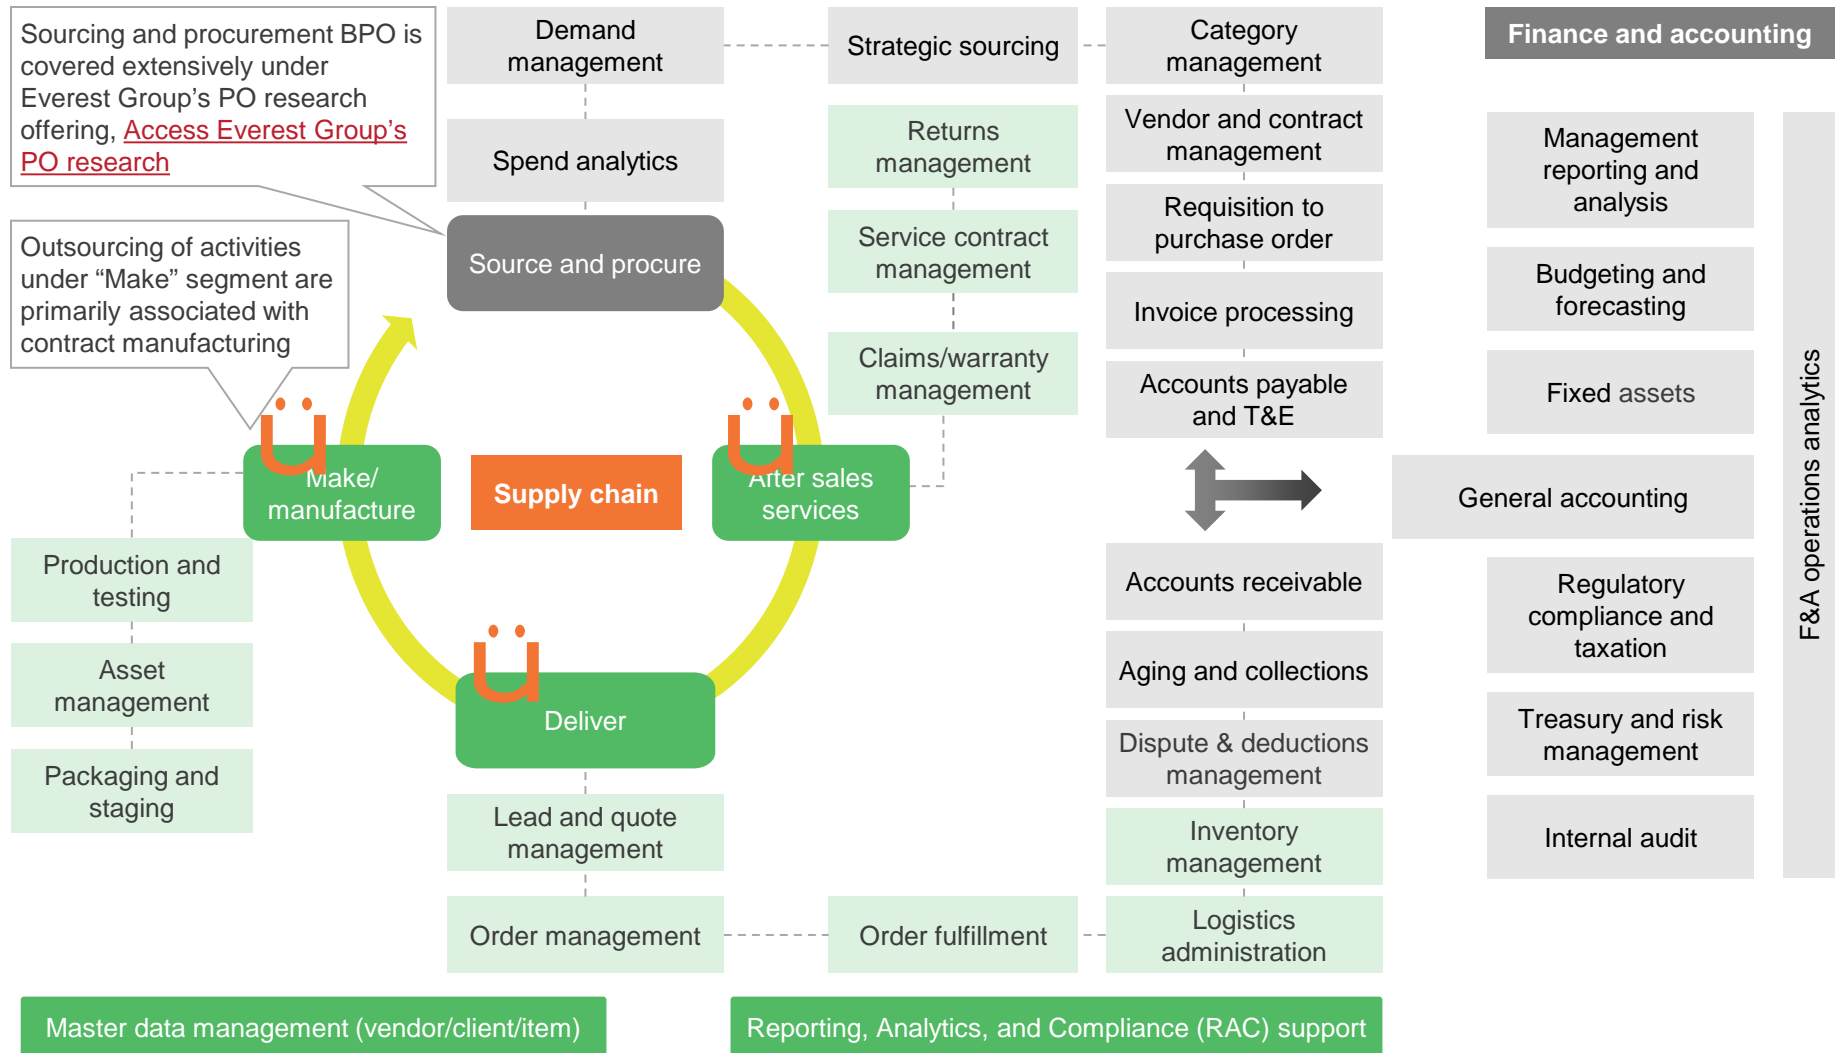 Sourcing and procurement BPO is
covered extensively under
Everest Group’s PO research
offering, Access Everest Group’s
PO research
Demand
management
Strategic sourcing
Category
management
Finance and accounting
Spend analytics
Returns
management
Vendor and contract
management
Management
reporting and
analysis
Outsourcing of activities
under “Make” segment are
primarily associated with
contract manufacturing
Source and procure
Service contract
management
Requisition to
purchase order
Budgeting and
forecasting
Invoice processing
Claims/warranty
management
Accounts payable
and T&E
Fixed assets
F&A operations analytics
ü
Make/
manufacture
Supply chain
ü
After sales
services
General accounting
Production and
testing
Accounts receivable
Regulatory
compliance and
taxation
Asset
management
ü
Deliver
Aging and collections
Dispute & deductions
management
Treasury and risk
management
Packaging and
staging
Lead and quote
management
Inventory
management
Internal audit
Order management
Order fulfillment
Logistics
administration
Master data management (vendor/client/item)
Reporting, Analytics, and Compliance (RAC) support